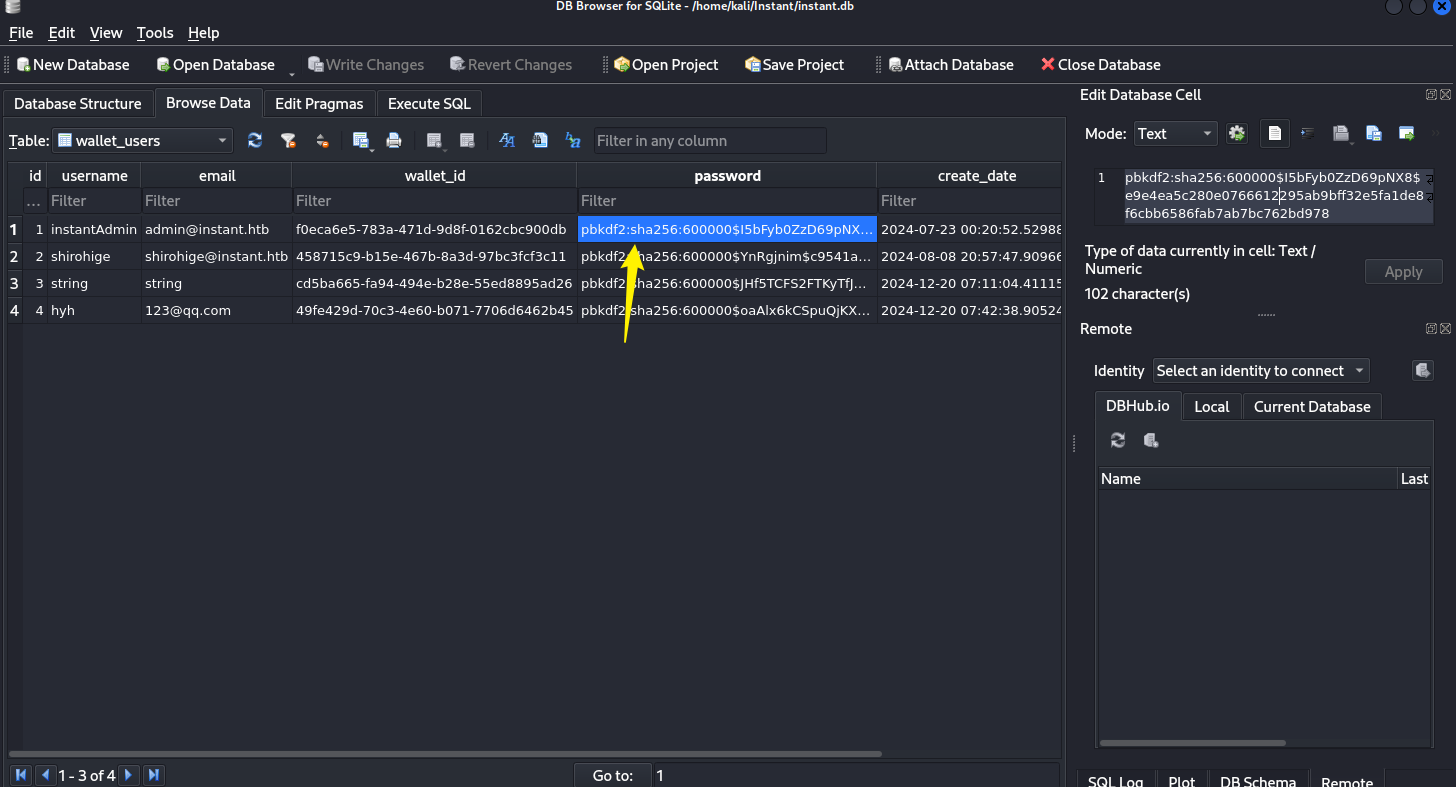 DB Browser for SQLite - /home/kali/Instant/instant.db
File Edit View Tools Help
New Database Open Database Write Changes Revert Changes Open Project Save Project Attach Database Close Database
Database Structure Browse Data Edit Pragmas Execute SQL
Table: wallet_users Filter in any column
id username email wallet_id password create_date
... Filter Filter Filter Filter Filter
1 1 instantAdmin admin@instant.htb f0eca6e5-783a-471d-9d8f-0162cbc900db pbkdf2:sha256:600000$I5bFyb0ZzD69pNX... 2024-07-23 00:20:52.52988
2 2 shirohige shirohige@instant.htb 458715c9-b15e-467b-8a3d-97bc3fcf3c11 pbkdf2:sha256:600000$YnRgjnim$c9541a... 2024-08-08 20:57:47.90966
3 3 string string cd5ba665-fa94-494e-b28e-55ed8895ad26 pbkdf2:sha256:600000$JHf5TCFS2FTKyTfJ... 2024-12-20 07:11:04.41115
4 4 hyh 123@qq.com 49fe429d-70c3-4e60-b071-7706d6462b45 pbkdf2:sha256:600000$oaAlx6kCSpuQjKX... 2024-12-20 07:42:38.90524
1 - 3 of 4 Go to: 1
Edit Database Cell
Mode: Text
1 pbkdf2:sha256:600000$I5bFyb0ZzD69pNX8$
e9e4ea5c280e0766612295ab9bff32e5fa1de8
f6cbb6586fab7ab7bc762bd978
Type of data currently in cell: Text /
Numeric
Apply
102 character(s)
Remote
Identity Select an identity to connect
DBHub.io Local Current Database
Name Last
SQL Log Plot DB Schema Remote